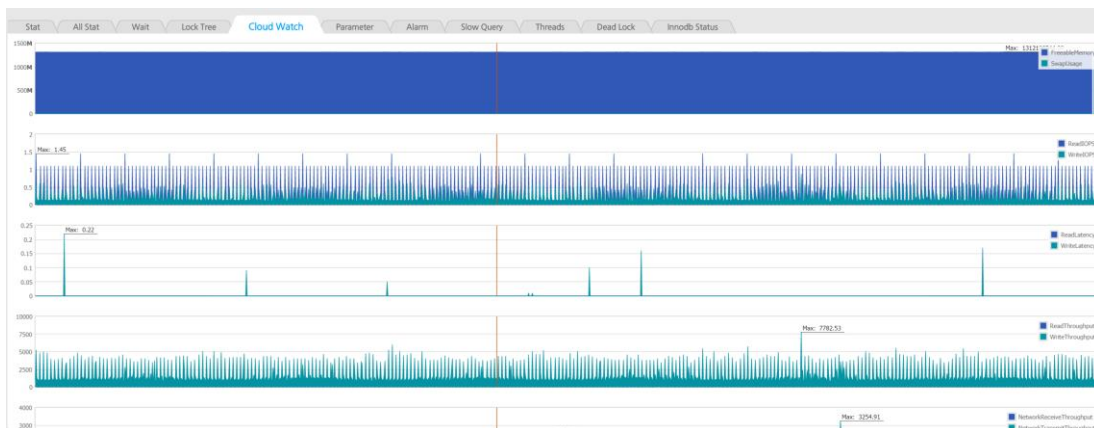 Stat All Stat Wait Lock Tree Cloud Watch Parameter Alarm Slow Query Threads Dead Lock Innodb Status
1500M
FreeableMemory
SwapUsage
1000M
500M
0
2
ReadIOPS
WriteIOPS
Max: 1.45
1.5
1
0.5
0
0.25
Max: 0.22
ReadLatency
WriteLatency
0.2
0.15
0.1
0.05
0
10000
ReadThroughput
WriteThroughput
Max: 7782.53
7500
5000
2500
0
4000
Max: 3254.91
NetworkReceiveThroughput
3000